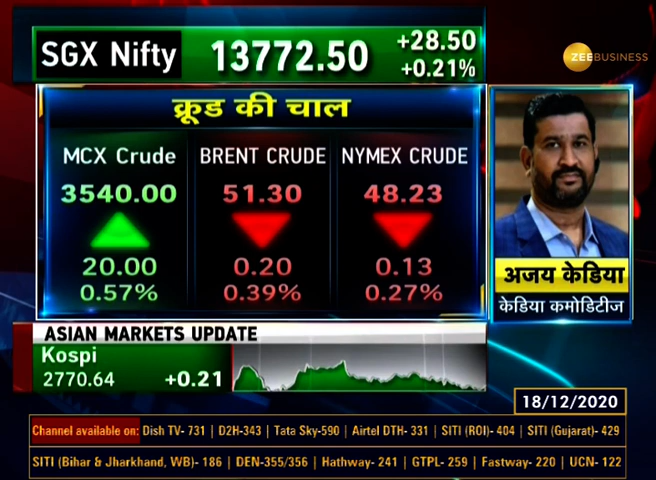 SGX Nifty 13772.50 +28.50
+0.21%
ZEEBUSINESS
क्रूड की चाल
MCX Crude BRENT CRUDE NYMEX CRUDE
3540.00 51.30 48.23
20.00 0.20 0.13
0.57% 0.39% 0.27%
अजय केडिया
केडिया कमोडिटीज
ASIAN MARKETS UPDATE
Kospi
2770.64 +0.21
18/12/2020
Channel available on: Dish TV- 731 | D2H-343 | Tata Sky-590 | Airtel DTH- 331 | SITI (ROI)- 404 | SITI (Gujarat)- 429
SITI (Bihar & Jharkhand, WB)- 186 | DEN-355/356 | Hathway- 241 | GTPL- 259 | Fastway- 220 | UCN- 122